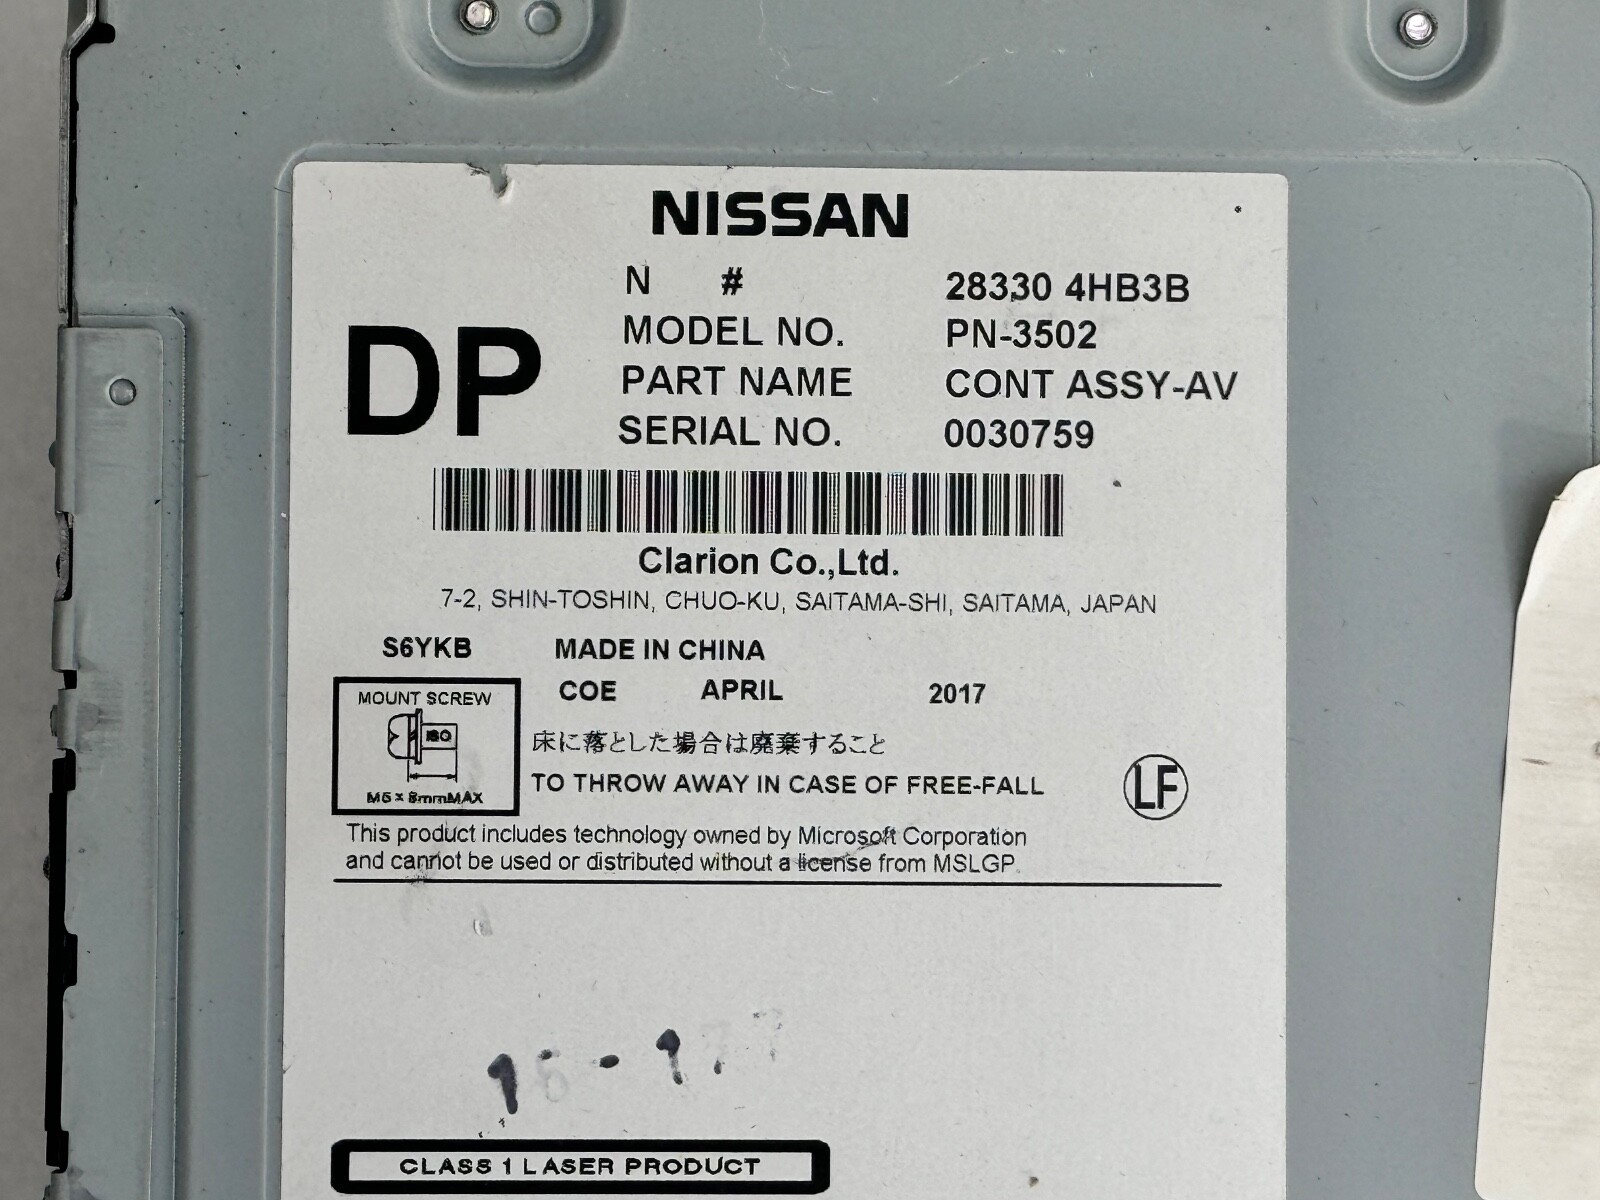 NISSAN
N # 28330 4HB3B
DP
MODEL NO. PN-3502
PART NAME CONT ASSY-AV
SERIAL NO. 0030759
Clarion Co.,Ltd.
7-2, SHIN-TOSHIN, CHUO-KU, SAITAMA-SHI, SAITAMA, JAPAN
S6YKB MADE IN CHINA
COE APRIL 2017
MOUNT SCREW
ISO
M5 × 8mmMAX
床に落とした場合は廃棄すること
TO THROW AWAY IN CASE OF FREE-FALL
LF
This product includes technology owned by Microsoft Corporation
and cannot be used or distributed without a license from MSLGP.
CLASS 1 LASER PRODUCT